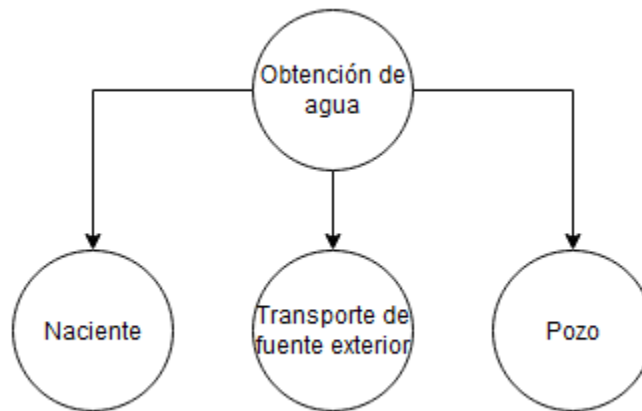 Obtención de
agua
Naciente
Transporte de
fuente exterior
Pozo